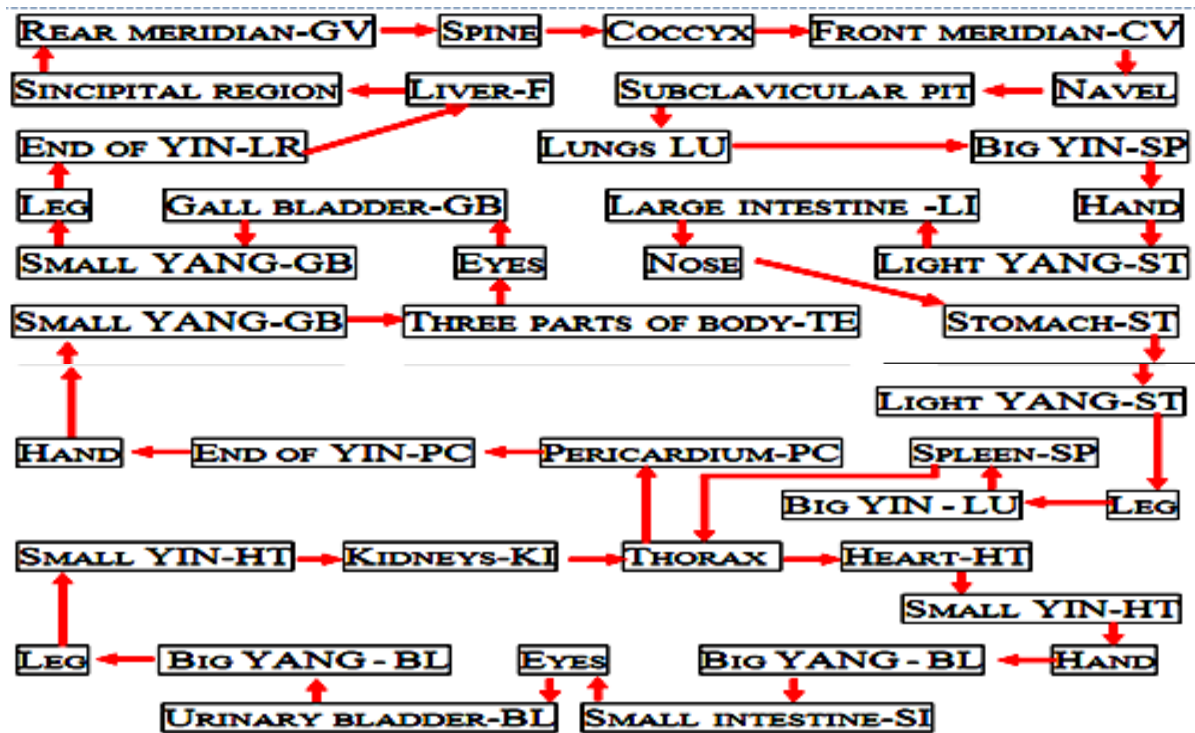 REAR MERIDIAN-GV SPINE COCCYX FRONT MERIDIAN-CV
SINCIPITAL REGION LIVER-F SUBCLAVICULAR PIT NAVEL
END OF YIN-LR LUNGS LU BIG YIN-SP
LEG GALL BLADDER-GB LARGE INTESTINE -LI HAND
SMALL YANG-GB EYES NOSE LIGHT YANG-ST
SMALL YANG-GB THREE PARTS OF BODY-TE STOMACH-ST
LIGHT YANG-ST
HAND END OF YIN-PC PERICARDIUM-PC SPLEEN-SP
BIG YIN - LU LEG
SMALL YIN-HT KIDNEYS-KI THORAX HEART-HT
SMALL YIN-HT
LEG BIG YANG - BL EYES BIG YANG - BL HAND
URINARY BLADDER-BL SMALL INTESTINE-SI